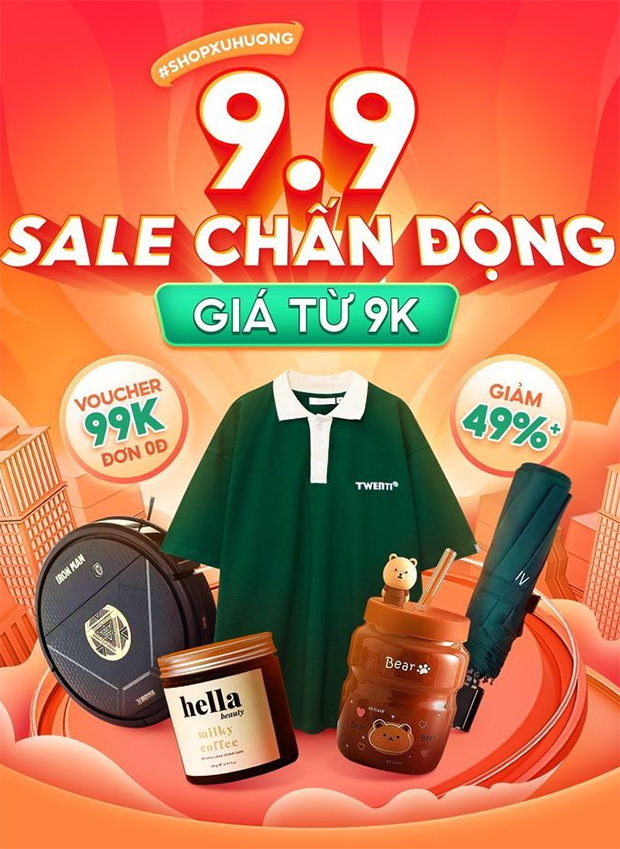 #SHOPXUHUONG
9.9
SALE CHẤN ĐỘNG
GIÁ TỪ 9K
VOUCHER
99K
ĐƠN 0Đ
GIẢM
49%+
TWENTI®
IRON MAN
hella
beauty
milky
coffee
Bear
Bear